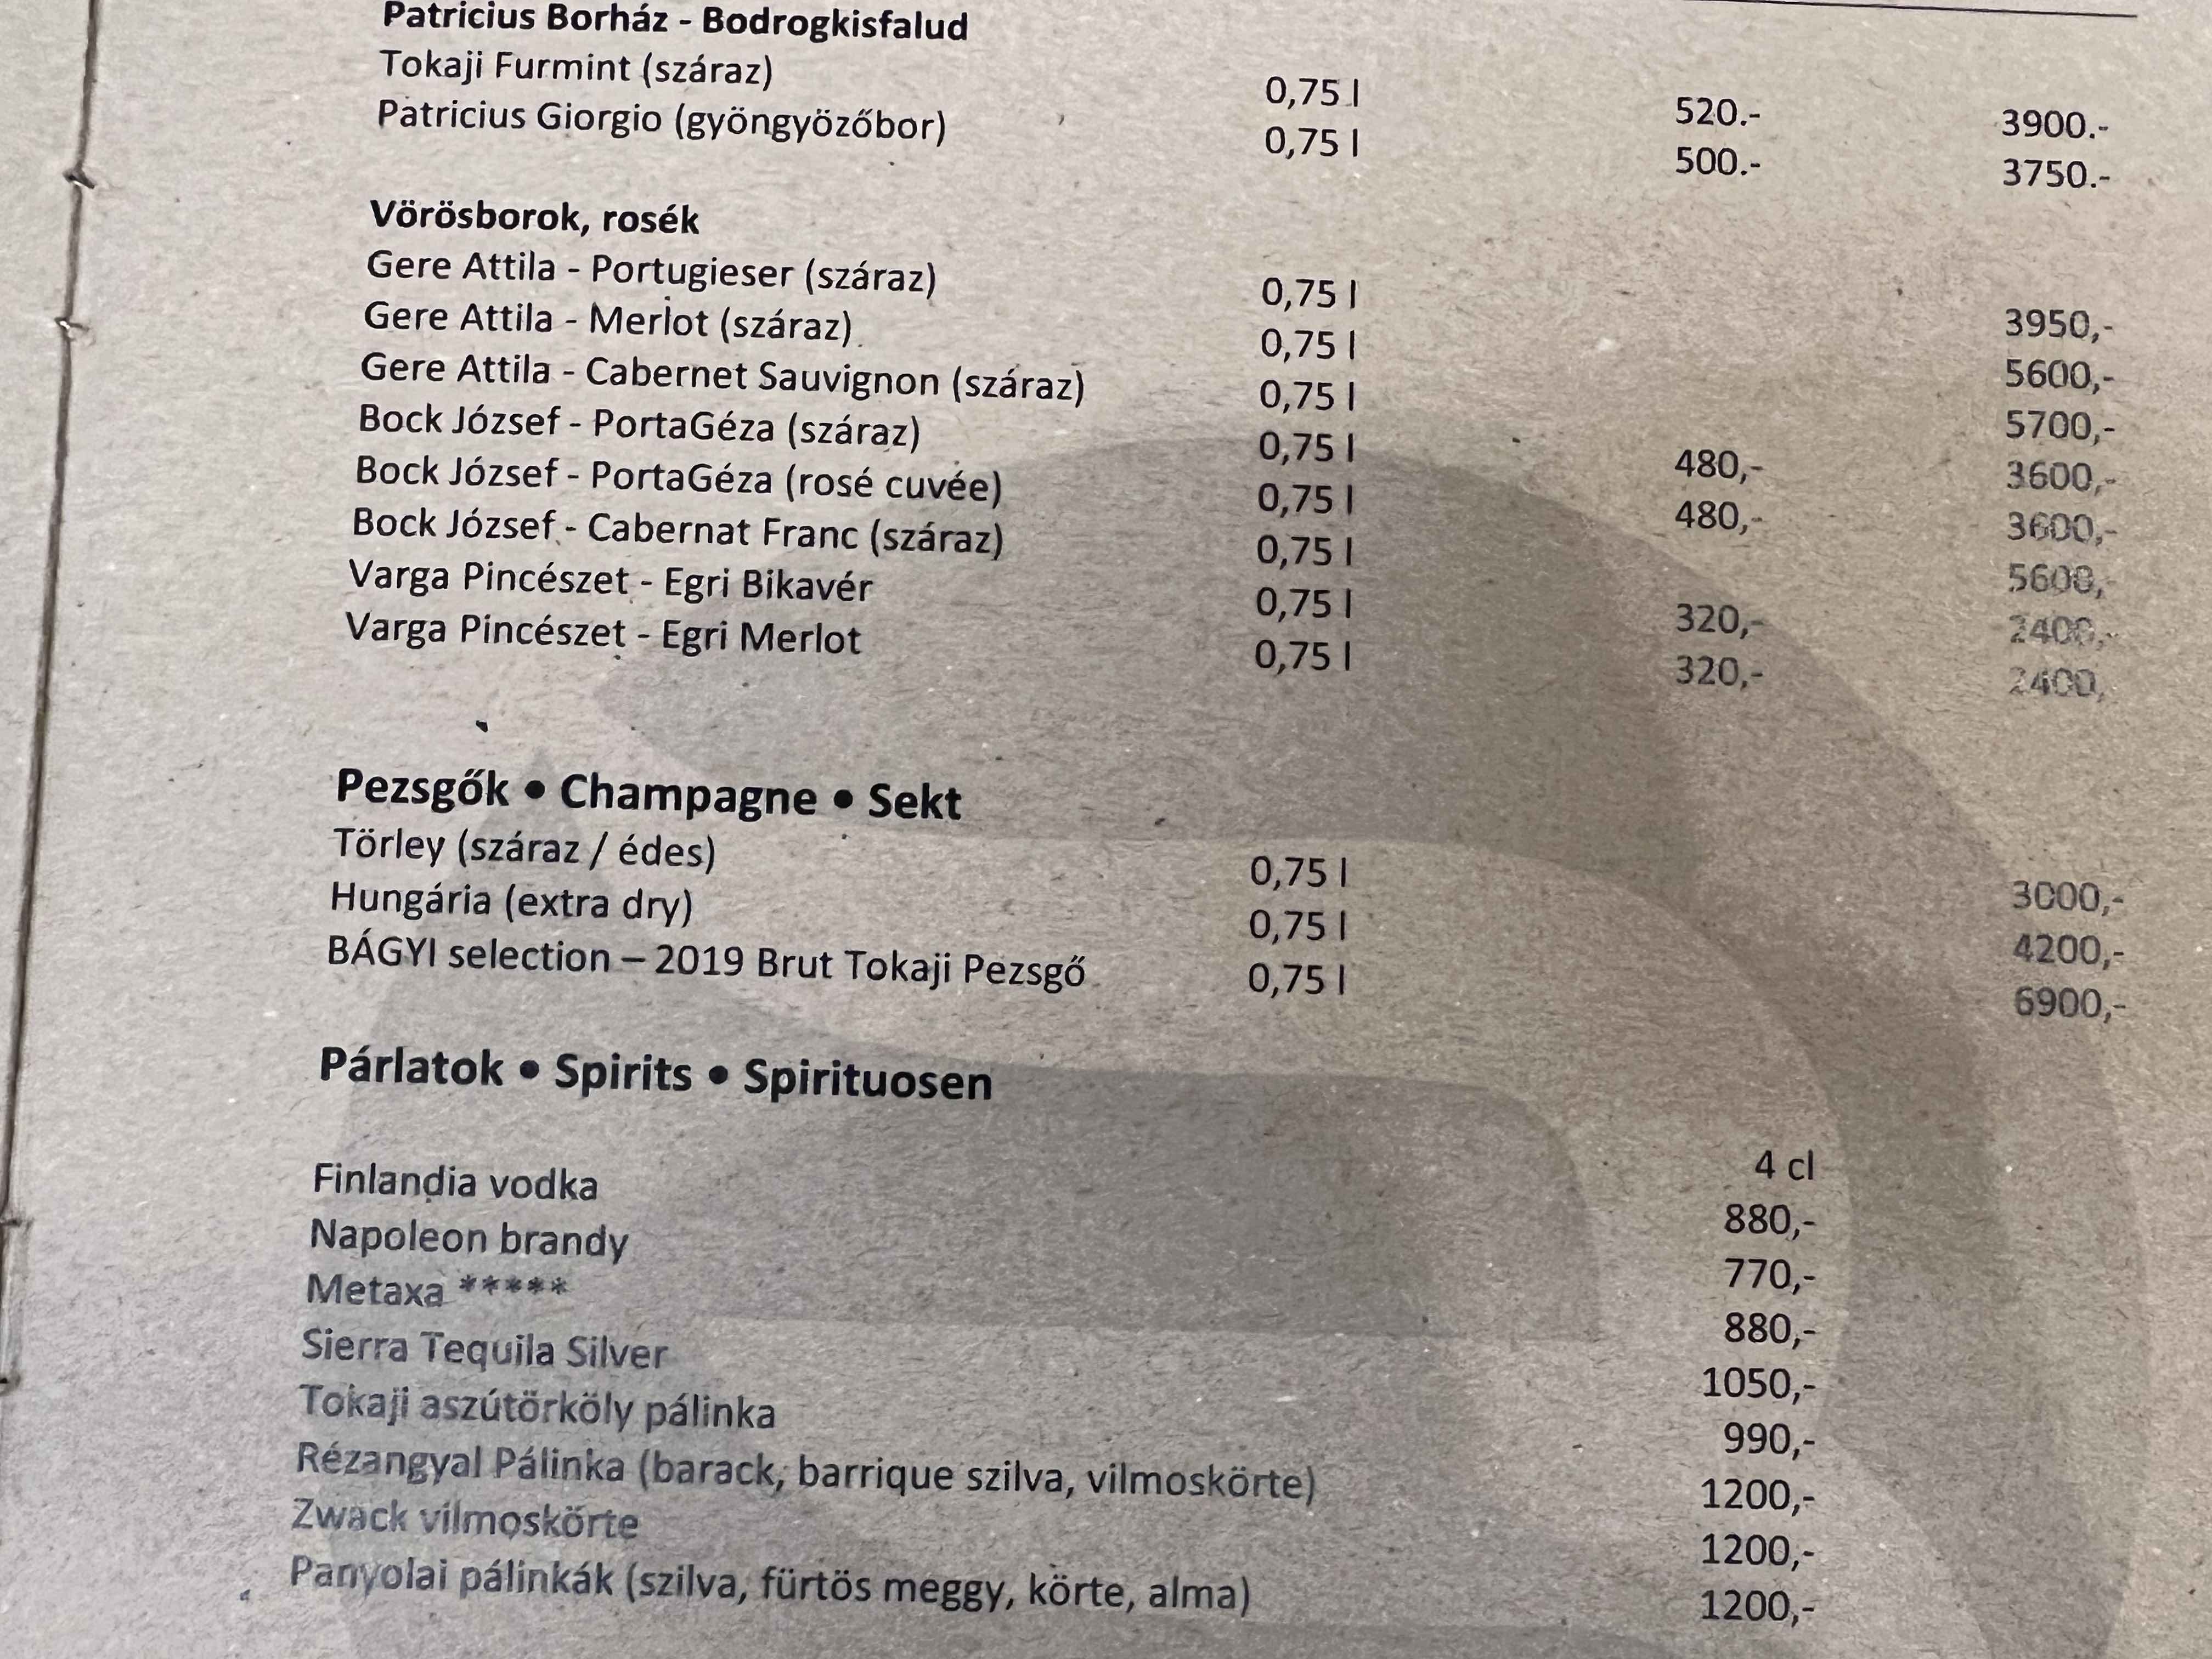 Patricius Borház - Bodrogkisfalud
Tokaji Furmint (száraz) 0,75 l 520.- 3900.-
Patricius Giorgio (gyöngyözőbor) 0,75 l 500.- 3750.-
Vörösborok, rosék
Gere Attila - Portugieser (száraz) 0,75 l 3950,-
Gere Attila - Merlot (száraz) 0,75 l 5600,-
Gere Attila - Cabernet Sauvignon (száraz) 0,75 l 5700,-
Bock József - PortaGéza (száraz) 0,75 l 480,- 3600,-
Bock József - PortaGéza (rosé cuvée) 0,75 l 480,- 3600,-
Bock József - Cabernat Franc (száraz) 0,75 l 5600,-
Varga Pincészet - Egri Bikavér 0,75 l 320,- 2400,-
Varga Pincészet - Egri Merlot 0,75 l 320,- 2400,
Pezsgők • Champagne • Sekt
Törley (száraz / édes) 0,75 l 3000,-
Hungária (extra dry) 0,75 l 4200,-
BÁGYI selection – 2019 Brut Tokaji Pezsgő 0,75 l 6900,-
Párlatok • Spirits • Spirituosen
4 cl
Finlandia vodka 880,-
Napoleon brandy 770,-
Metaxa ***** 880,-
Sierra Tequila Silver 1050,-
Tokaji aszútörköly pálinka 990,-
Rézangyal Pálinka (barack, barrique szilva, vilmoskörte) 1200,-
Zwack vilmoskörte 1200,-
Panyolai pálinkák (szilva, fürtös meggy, körte, alma) 1200,-